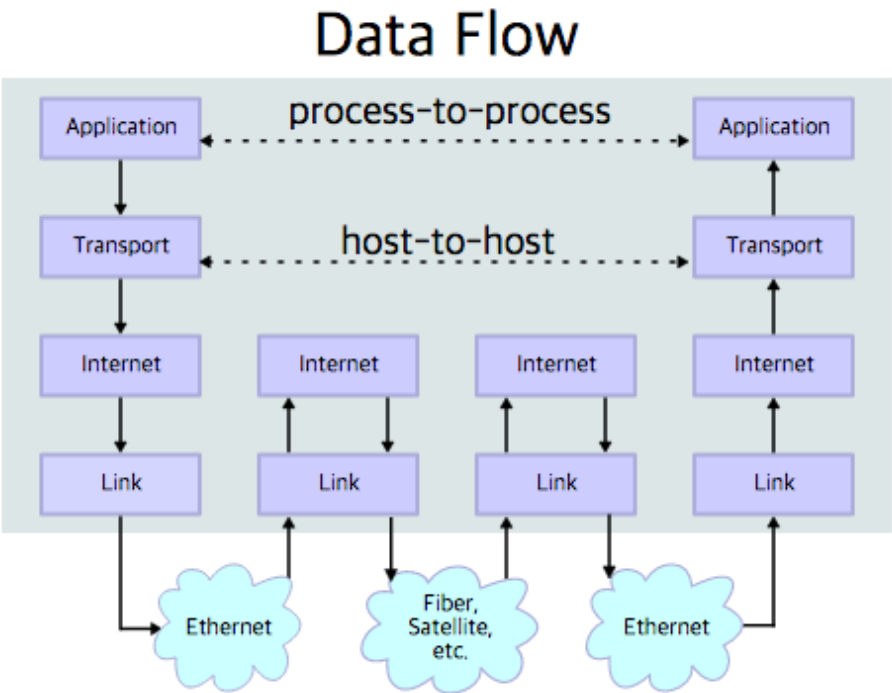 Data Flow
process-to-process
Application
Application
host-to-host
Transport
Transport
Internet
Internet
Internet
Internet
Link
Link
Link
Link
Ethernet
Fiber,
Satellite,
etc.
Ethernet